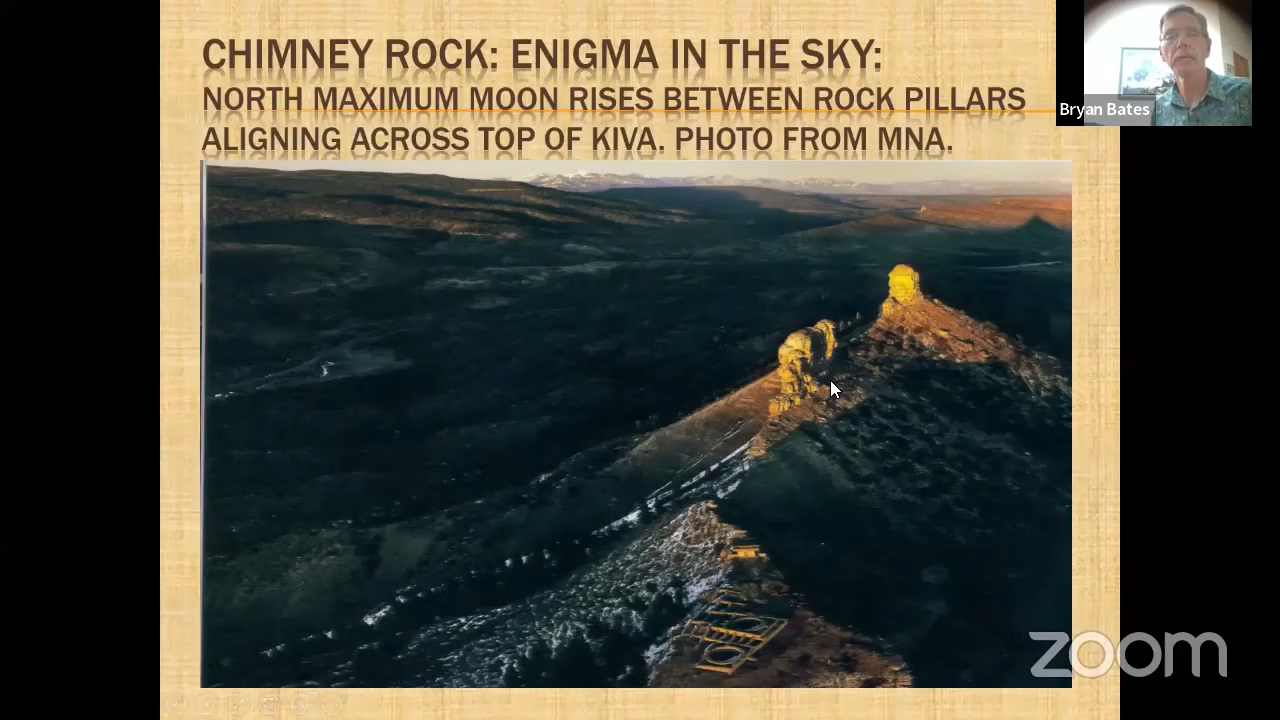 CHIMNEY ROCK: ENIGMA IN THE SKY:
NORTH MAXIMUM MOON RISES BETWEEN ROCK PILLARS
ALIGNING ACROSS TOP OF KIVA. PHOTO FROM MNA.
Bryan Bates
zoom